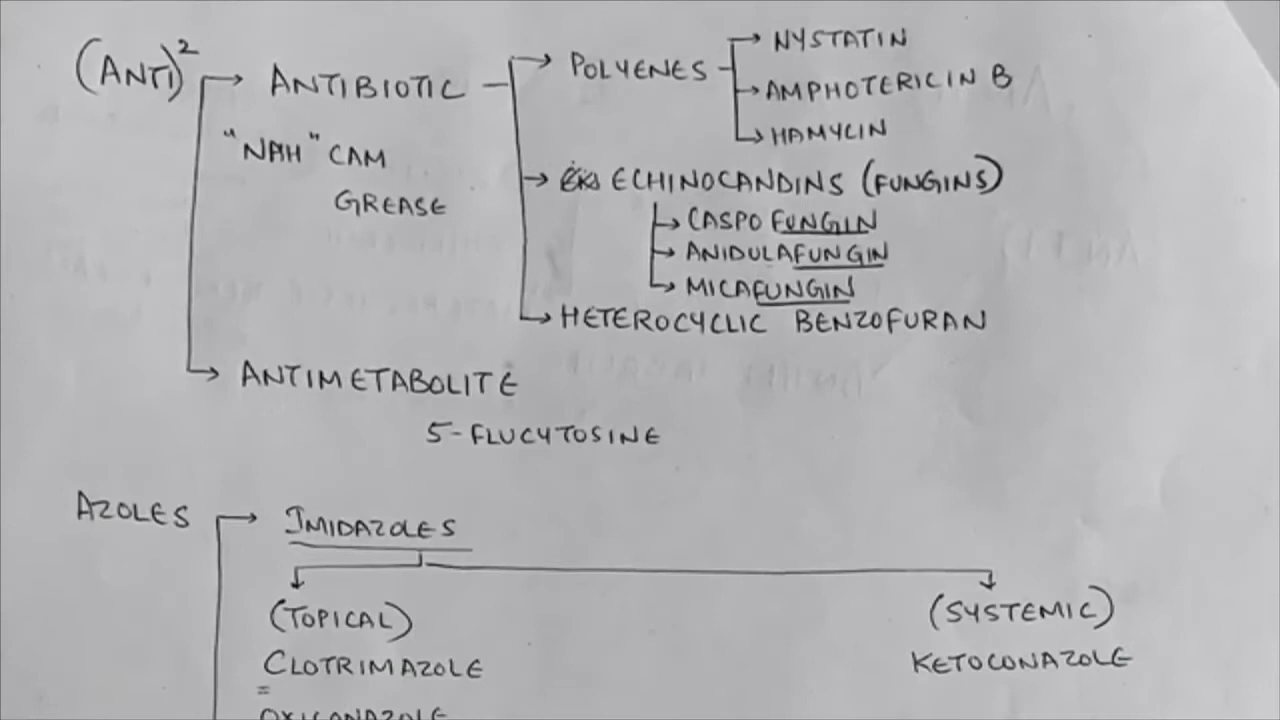 (ANTI)²
ANTIBIOTIC
POLYENES
NYSTATIN
AMPHOTERICIN B
HAMYCIN
"NAH" CAM
GREASE
ECHINOCANDINS (FUNGINS)
CASPOFUNGIN
ANIDULAFUNGIN
MICAFUNGIN
HETEROCYCLIC BENZOFURAN
ANTIMETABOLITE
5-FLUCYTOSINE
AZOLES
IMIDAZOLES
(TOPICAL)
(SYSTEMIC)
CLOTRIMAZOLE
KETOCONAZOLE
OXICONAZOLE